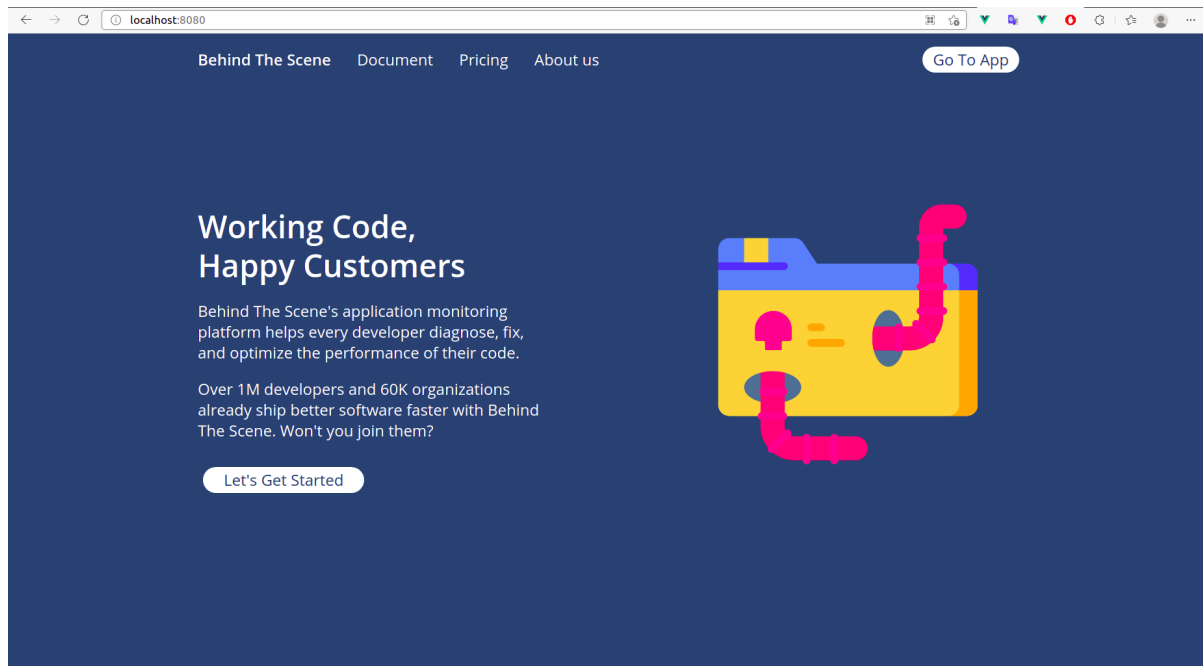 localhost:8080
Behind The Scene Document Pricing About us Go To App
Working Code,
Happy Customers
Behind The Scene's application monitoring
platform helps every developer diagnose, fix,
and optimize the performance of their code.
Over 1M developers and 60K organizations
already ship better software faster with Behind
The Scene. Won't you join them?
Let's Get Started